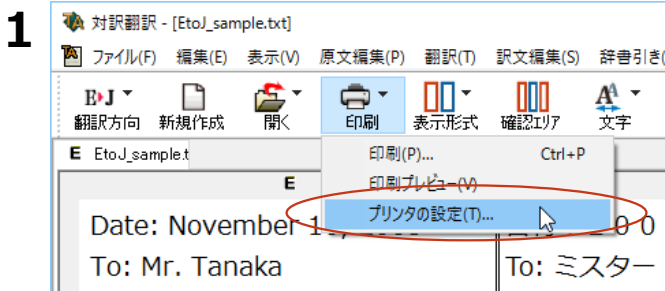 1
対訳翻訳 - [EtoJ_sample.txt]
ファイル(F) 編集(E) 表示(V) 原文編集(P) 翻訳(T) 訳文編集(S) 辞書引き(
E▸J
翻訳方向 新規作成 開く 印刷 表示形式 確認エリア 文字
E EtoJ_sample.t
印刷(P)... Ctrl+P
E
印刷プレビュー(V)
プリンタの設定(T)...
Date: November
To: Mr. Tanaka
To: ミスター